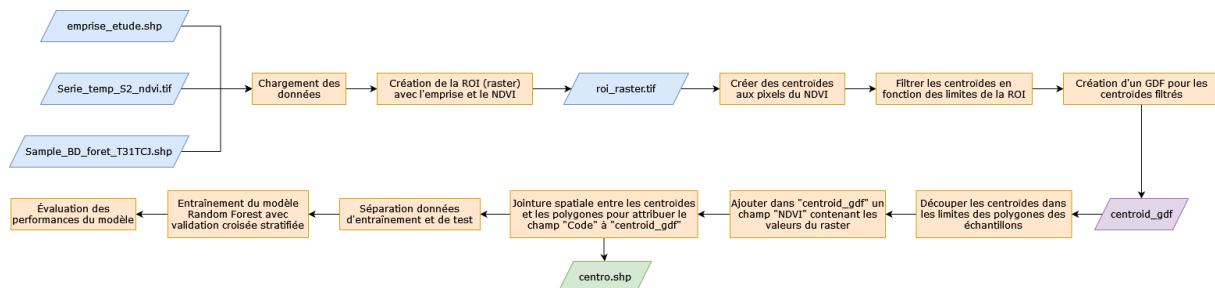 emprise_etude.shp
Serie_temp_S2_ndvi.tif
Sample_BD_foret_T31TCJ.shp
Chargement des
données
Création de la ROI (raster)
avec l'emprise et le NDVI
roi_raster.tif
Créer des centroïdes
aux pixels du NDVI
Filtrer les centroïdes en
fonction des limites de la ROI
Création d'un GDF pour les
centroïdes filtrés
centroid_gdf
Découper les centroïdes dans
les limites des polygones des
échantillons
Ajouter dans "centroid_gdf" un
champ "NDVI" contenant les
valeurs du raster
Jointure spatiale entre les centroïdes
et les polygones pour attribuer le
champ "Code" à "centroid_gdf"
centro.shp
Séparation données
d'entraînement et de test
Entraînement du modèle
Random Forest avec
validation croisée stratifiée
Évaluation des
performances du modèle